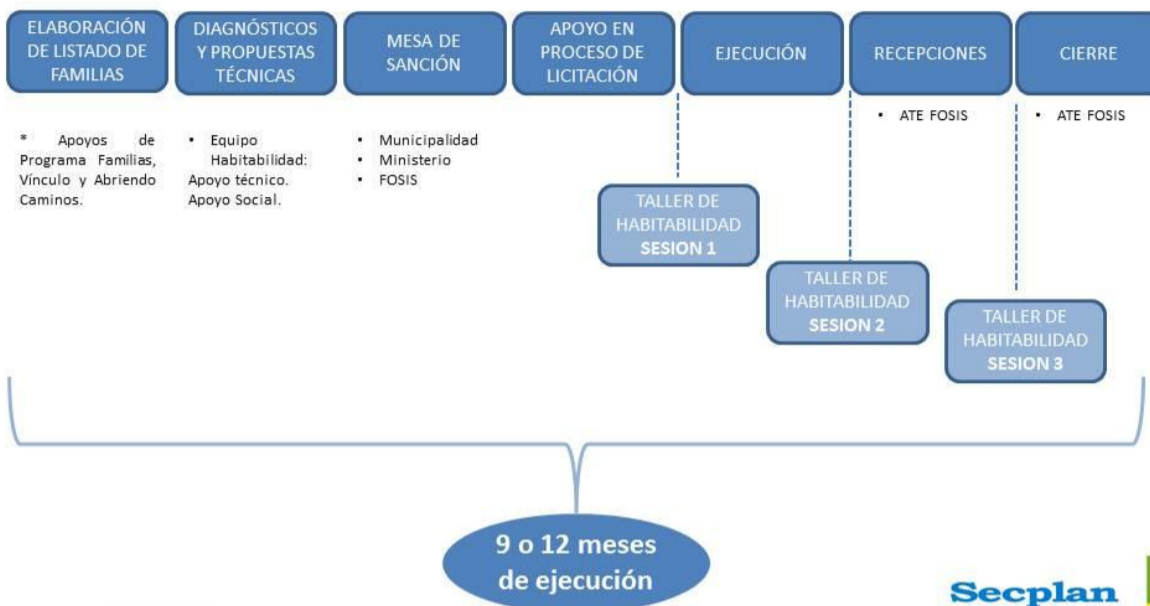 ELABORACIÓN
DE LISTADO DE
FAMILIAS
DIAGNÓSTICOS
Y PROPUESTAS
TÉCNICAS
MESA DE
SANCIÓN
APOYO EN
PROCESO DE
LICITACIÓN
EJECUCIÓN
RECEPCIONES
CIERRE
* Apoyos de
Programa Familias,
Vínculo y Abriendo
Caminos.
• Equipo
Habitabilidad:
Apoyo técnico.
Apoyo Social.
• Municipalidad
• Ministerio
• FOSIS
• ATE FOSIS
• ATE FOSIS
TALLER DE
HABITABILIDAD
SESION 1
TALLER DE
HABITABILIDAD
SESION 2
TALLER DE
HABITABILIDAD
SESION 3
9 o 12 meses
de ejecución
Secplan